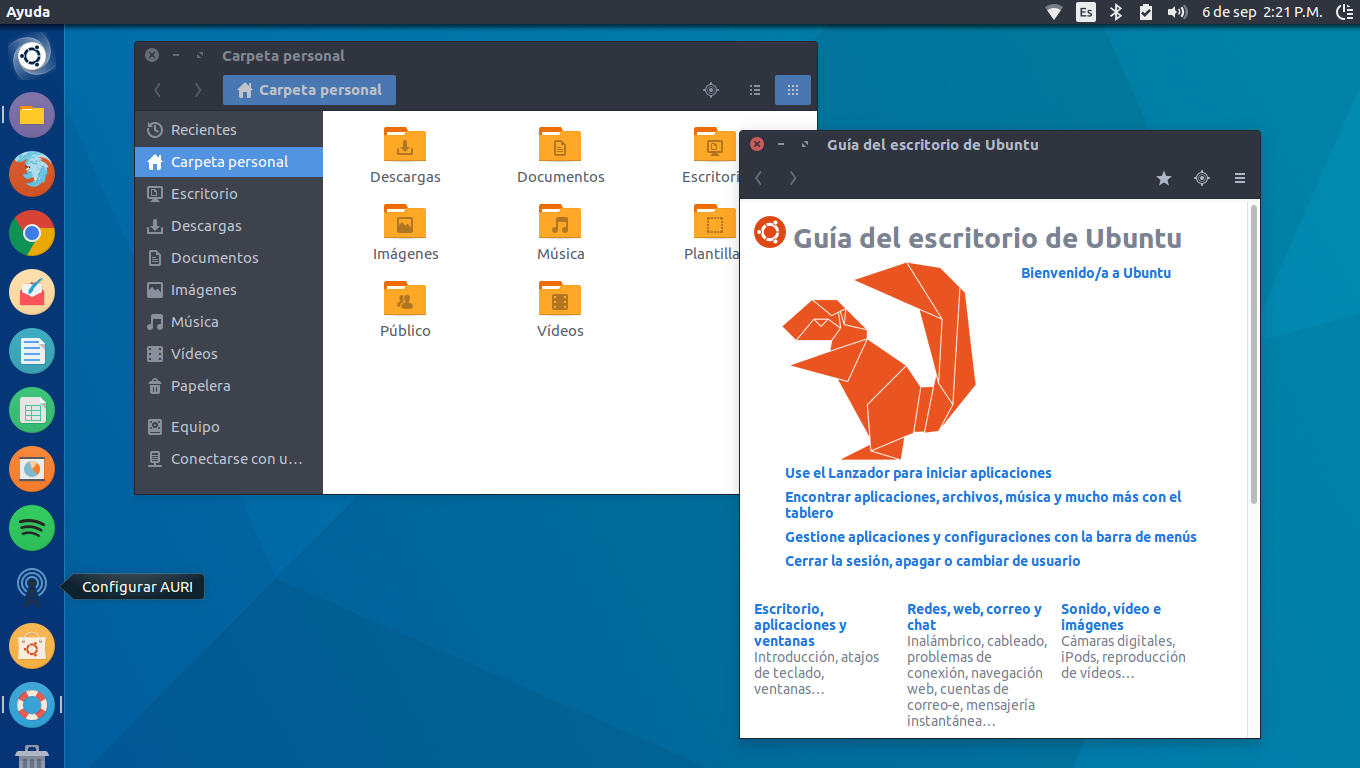 Ayuda
Es
6 de sep 2:21 P.M.
Carpeta personal
Carpeta personal
Recientes
Carpeta personal
Escritorio
Descargas
Documentos
Imágenes
Música
Vídeos
Papelera
Equipo
Conectarse con u…
Descargas
Documentos
Escritori
Imágenes
Música
Plantilla
Público
Vídeos
Configurar AURI
Guía del escritorio de Ubuntu
Guía del escritorio de Ubuntu
Bienvenido/a a Ubuntu
Use el Lanzador para iniciar aplicaciones
Encontrar aplicaciones, archivos, música y mucho más con el
tablero
Gestione aplicaciones y configuraciones con la barra de menús
Cerrar la sesión, apagar o cambiar de usuario
Escritorio,
aplicaciones y
ventanas
Introducción, atajos
de teclado,
ventanas…
Redes, web, correo y
chat
Inalámbrico, cableado,
problemas de
conexión, navegación
web, cuentas de
correo-e, mensajería
instantánea…
Sonido, vídeo e
imágenes
Cámaras digitales,
iPods, reproducción
de vídeos…